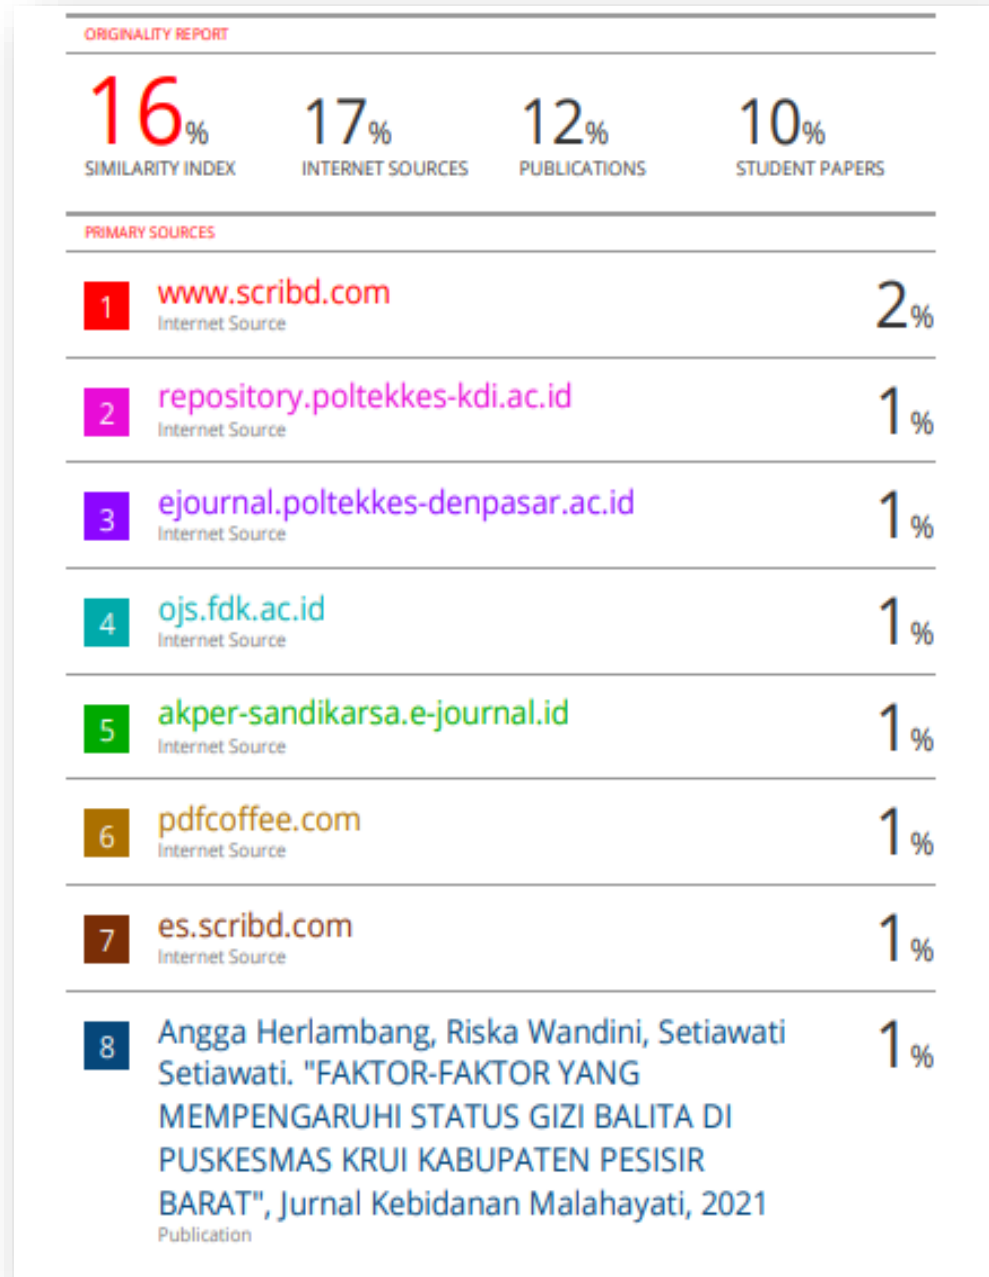 ORIGINALITY REPORT
16% 17% 12% 10%
SIMILARITY INDEX INTERNET SOURCES PUBLICATIONS STUDENT PAPERS
PRIMARY SOURCES
1 www.scribd.com 2%
Internet Source
2 repository.poltekkes-kdi.ac.id 1%
Internet Source
3 ejournal.poltekkes-denpasar.ac.id 1%
Internet Source
4 ojs.fdk.ac.id 1%
Internet Source
5 akper-sandikarsa.e-journal.id 1%
Internet Source
6 pdfcoffee.com 1%
Internet Source
7 es.scribd.com 1%
Internet Source
8 Angga Herlambang, Riska Wandini, Setiawati 1%
Setiawati. "FAKTOR-FAKTOR YANG
MEMPENGARUHI STATUS GIZI BALITA DI
PUSKESMAS KRUI KABUPATEN PESISIR
BARAT", Jurnal Kebidanan Malahayati, 2021
Publication